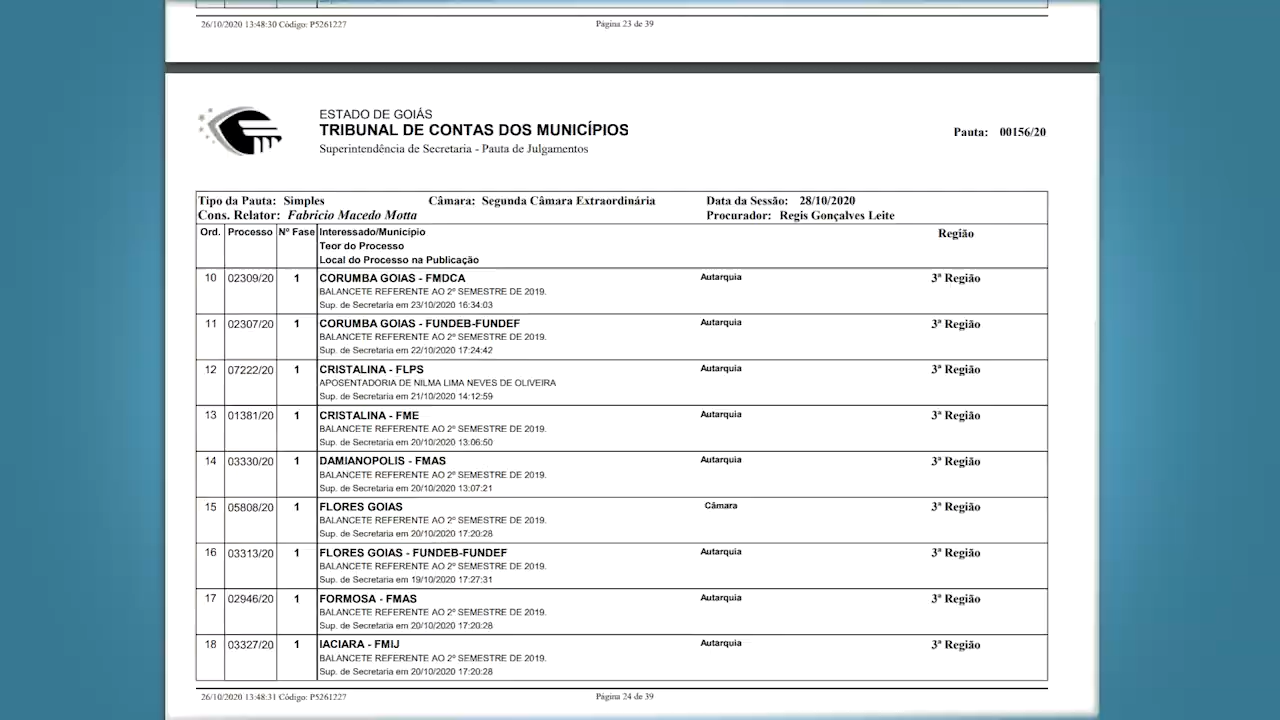 26/10/2020 13:48:30 Código: P5261227 Página 23 de 39
ESTADO DE GOIÁS
TRIBUNAL DE CONTAS DOS MUNICÍPIOS
Superintendência de Secretaria - Pauta de Julgamentos
Pauta: 00156/20
Tipo da Pauta: Simples Câmara: Segunda Câmara Extraordinária Data da Sessão: 28/10/2020
Cons. Relator: Fabricio Macedo Motta Procurador: Regis Gonçalves Leite
Ord. Processo Nº Fase Interessado/Município Região
Teor do Processo
Local do Processo na Publicação
10 02309/20 1 CORUMBA GOIAS - FMDCA Autarquia 3ª Região
BALANCETE REFERENTE AO 2º SEMESTRE DE 2019.
Sup. de Secretaria em 23/10/2020 16:34:03
11 02307/20 1 CORUMBA GOIAS - FUNDEB-FUNDEF Autarquia 3ª Região
BALANCETE REFERENTE AO 2º SEMESTRE DE 2019.
Sup. de Secretaria em 22/10/2020 17:24:42
12 07222/20 1 CRISTALINA - FLPS Autarquia 3ª Região
APOSENTADORIA DE NILMA LIMA NEVES DE OLIVEIRA
Sup. de Secretaria em 21/10/2020 14:12:59
13 01381/20 1 CRISTALINA - FME Autarquia 3ª Região
BALANCETE REFERENTE AO 2º SEMESTRE DE 2019.
Sup. de Secretaria em 20/10/2020 13:06:50
14 03330/20 1 DAMIANOPOLIS - FMAS Autarquia 3ª Região
BALANCETE REFERENTE AO 2º SEMESTRE DE 2019.
Sup. de Secretaria em 20/10/2020 13:07:21
15 05808/20 1 FLORES GOIAS Câmara 3ª Região
BALANCETE REFERENTE AO 2º SEMESTRE DE 2019.
Sup. de Secretaria em 20/10/2020 17:20:28
16 03313/20 1 FLORES GOIAS - FUNDEB-FUNDEF Autarquia 3ª Região
BALANCETE REFERENTE AO 2º SEMESTRE DE 2019.
Sup. de Secretaria em 19/10/2020 17:27:31
17 02946/20 1 FORMOSA - FMAS Autarquia 3ª Região
BALANCETE REFERENTE AO 2º SEMESTRE DE 2019.
Sup. de Secretaria em 20/10/2020 17:20:28
18 03327/20 1 IACIARA - FMIJ Autarquia 3ª Região
BALANCETE REFERENTE AO 2º SEMESTRE DE 2019.
Sup. de Secretaria em 20/10/2020 17:20:28
26/10/2020 13:48:31 Código: P5261227 Página 24 de 39